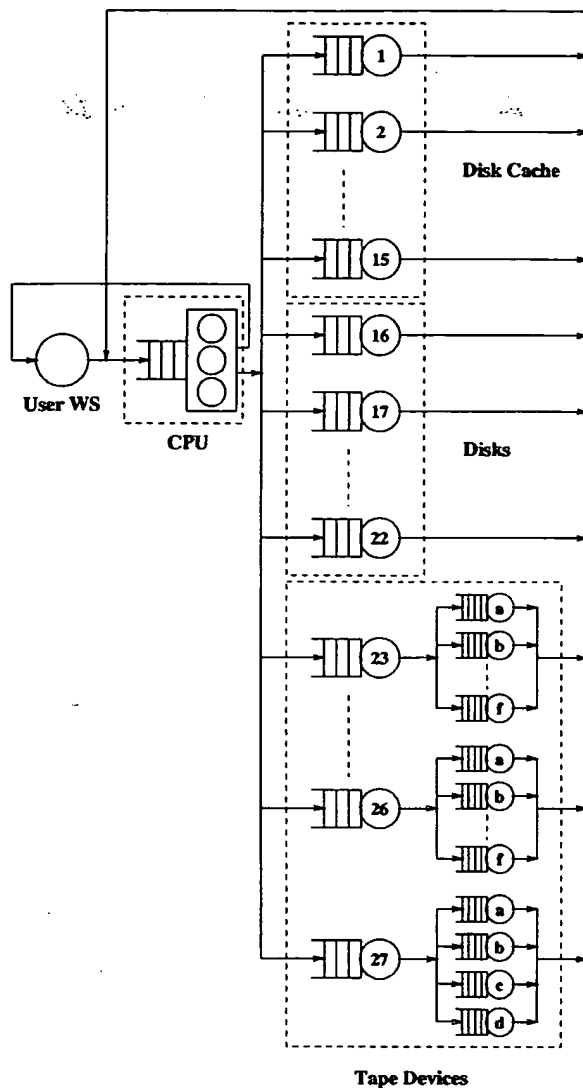 1
2
Disk Cache
15
16
User WS
17
CPU
Disks
22
a
23
b
f
a
26
b
f
a
27
b
c
d
Tape Devices